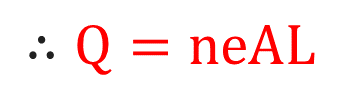 ∴ Q = neAL